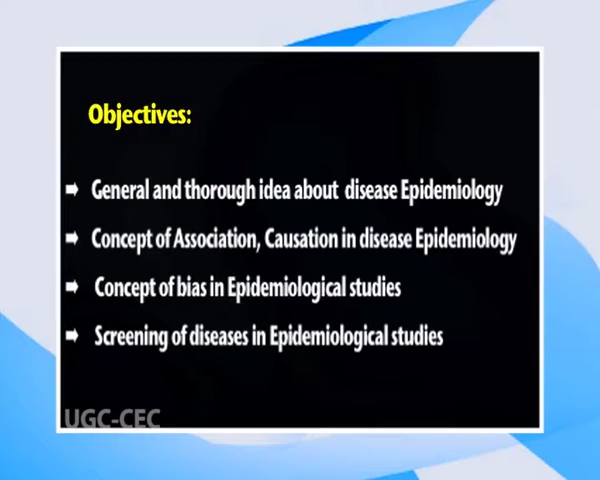 Objectives:
➡ General and thorough idea about disease Epidemiology
➡ Concept of Association, Causation in disease Epidemiology
➡ Concept of bias in Epidemiological studies
➡ Screening of diseases in Epidemiological studies
UGC-CEC